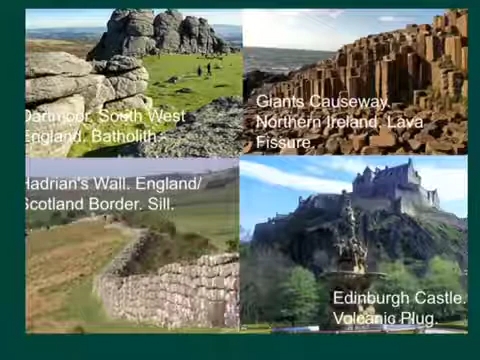 Dartmoor. South West
England. Batholith.
Giants Causeway.
Northern Ireland. Lava
Fissure.
Hadrian's Wall. England/
Scotland Border. Sill.
Edinburgh Castle.
Volcanic Plug.